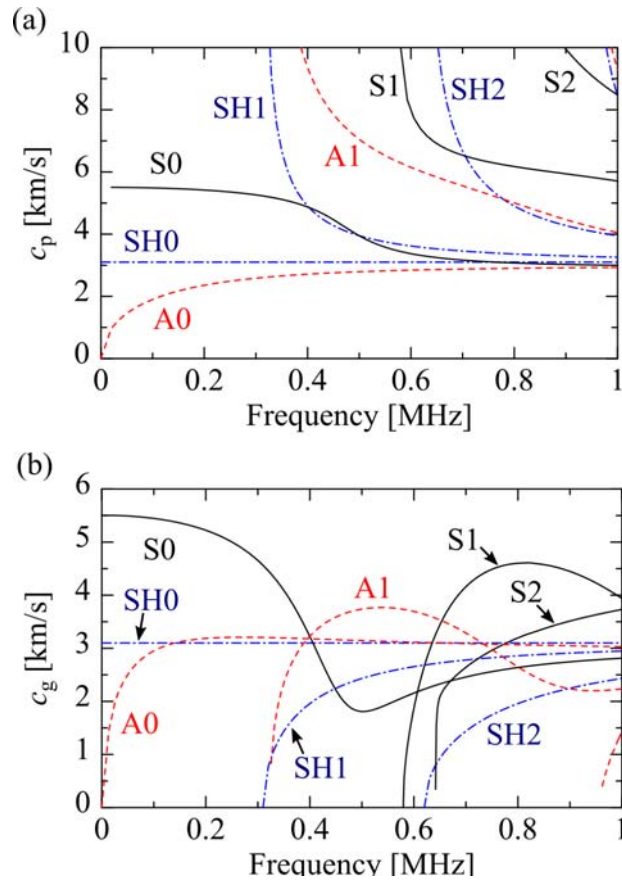 (a)
10
8
6
4
2
0
c_p [km/s]
S0
SH0
A0
SH1
A1
S1
SH2
S2
0 0.2 0.4 0.6 0.8 1
Frequency [MHz]
(b)
6
5
4
3
2
1
0
c_g [km/s]
S0
SH0
A0
A1
SH1
S1
S2
SH2
0 0.2 0.4 0.6 0.8 1
Frequency [MHz]